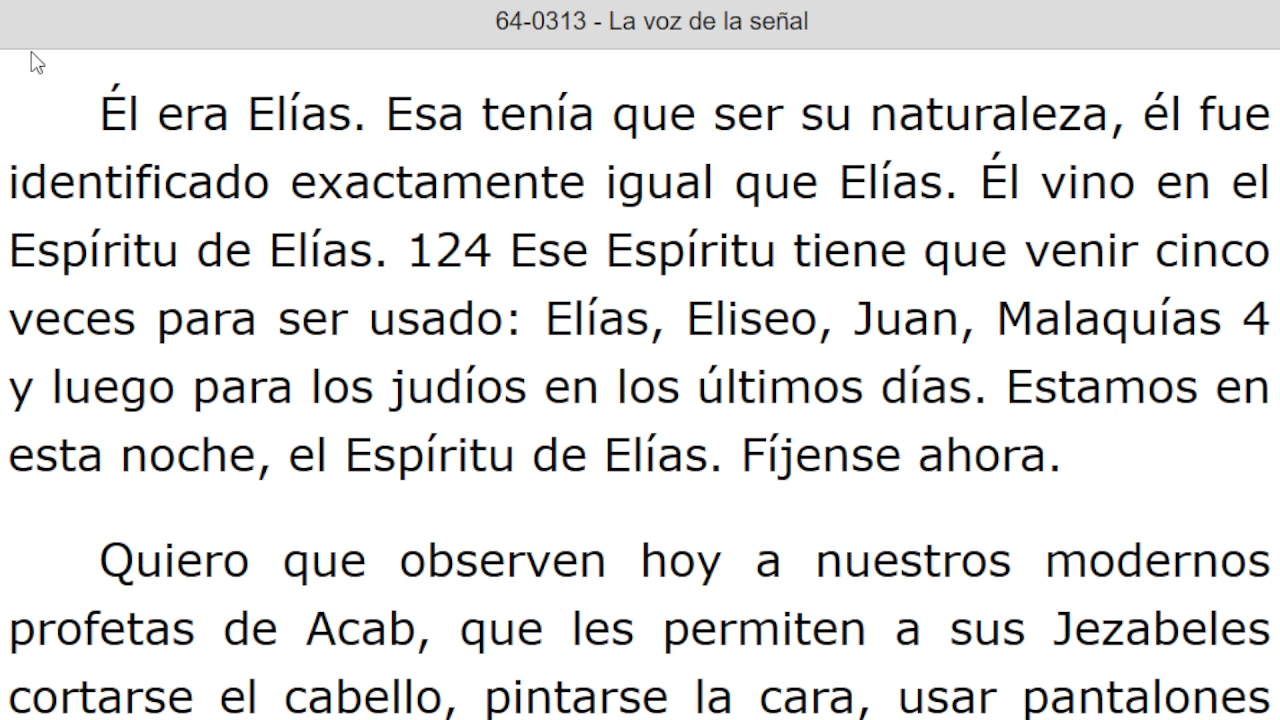 64-0313 - La voz de la señal
Él era Elías. Esa tenía que ser su naturaleza, él fue
identificado exactamente igual que Elías. Él vino en el
Espíritu de Elías. 124 Ese Espíritu tiene que venir cinco
veces para ser usado: Elías, Eliseo, Juan, Malaquías 4
y luego para los judíos en los últimos días. Estamos en
esta noche, el Espíritu de Elías. Fíjense ahora.
Quiero que observen hoy a nuestros modernos
profetas de Acab, que les permiten a sus Jezabeles
cortarse el cabello, pintarse la cara, usar pantalones